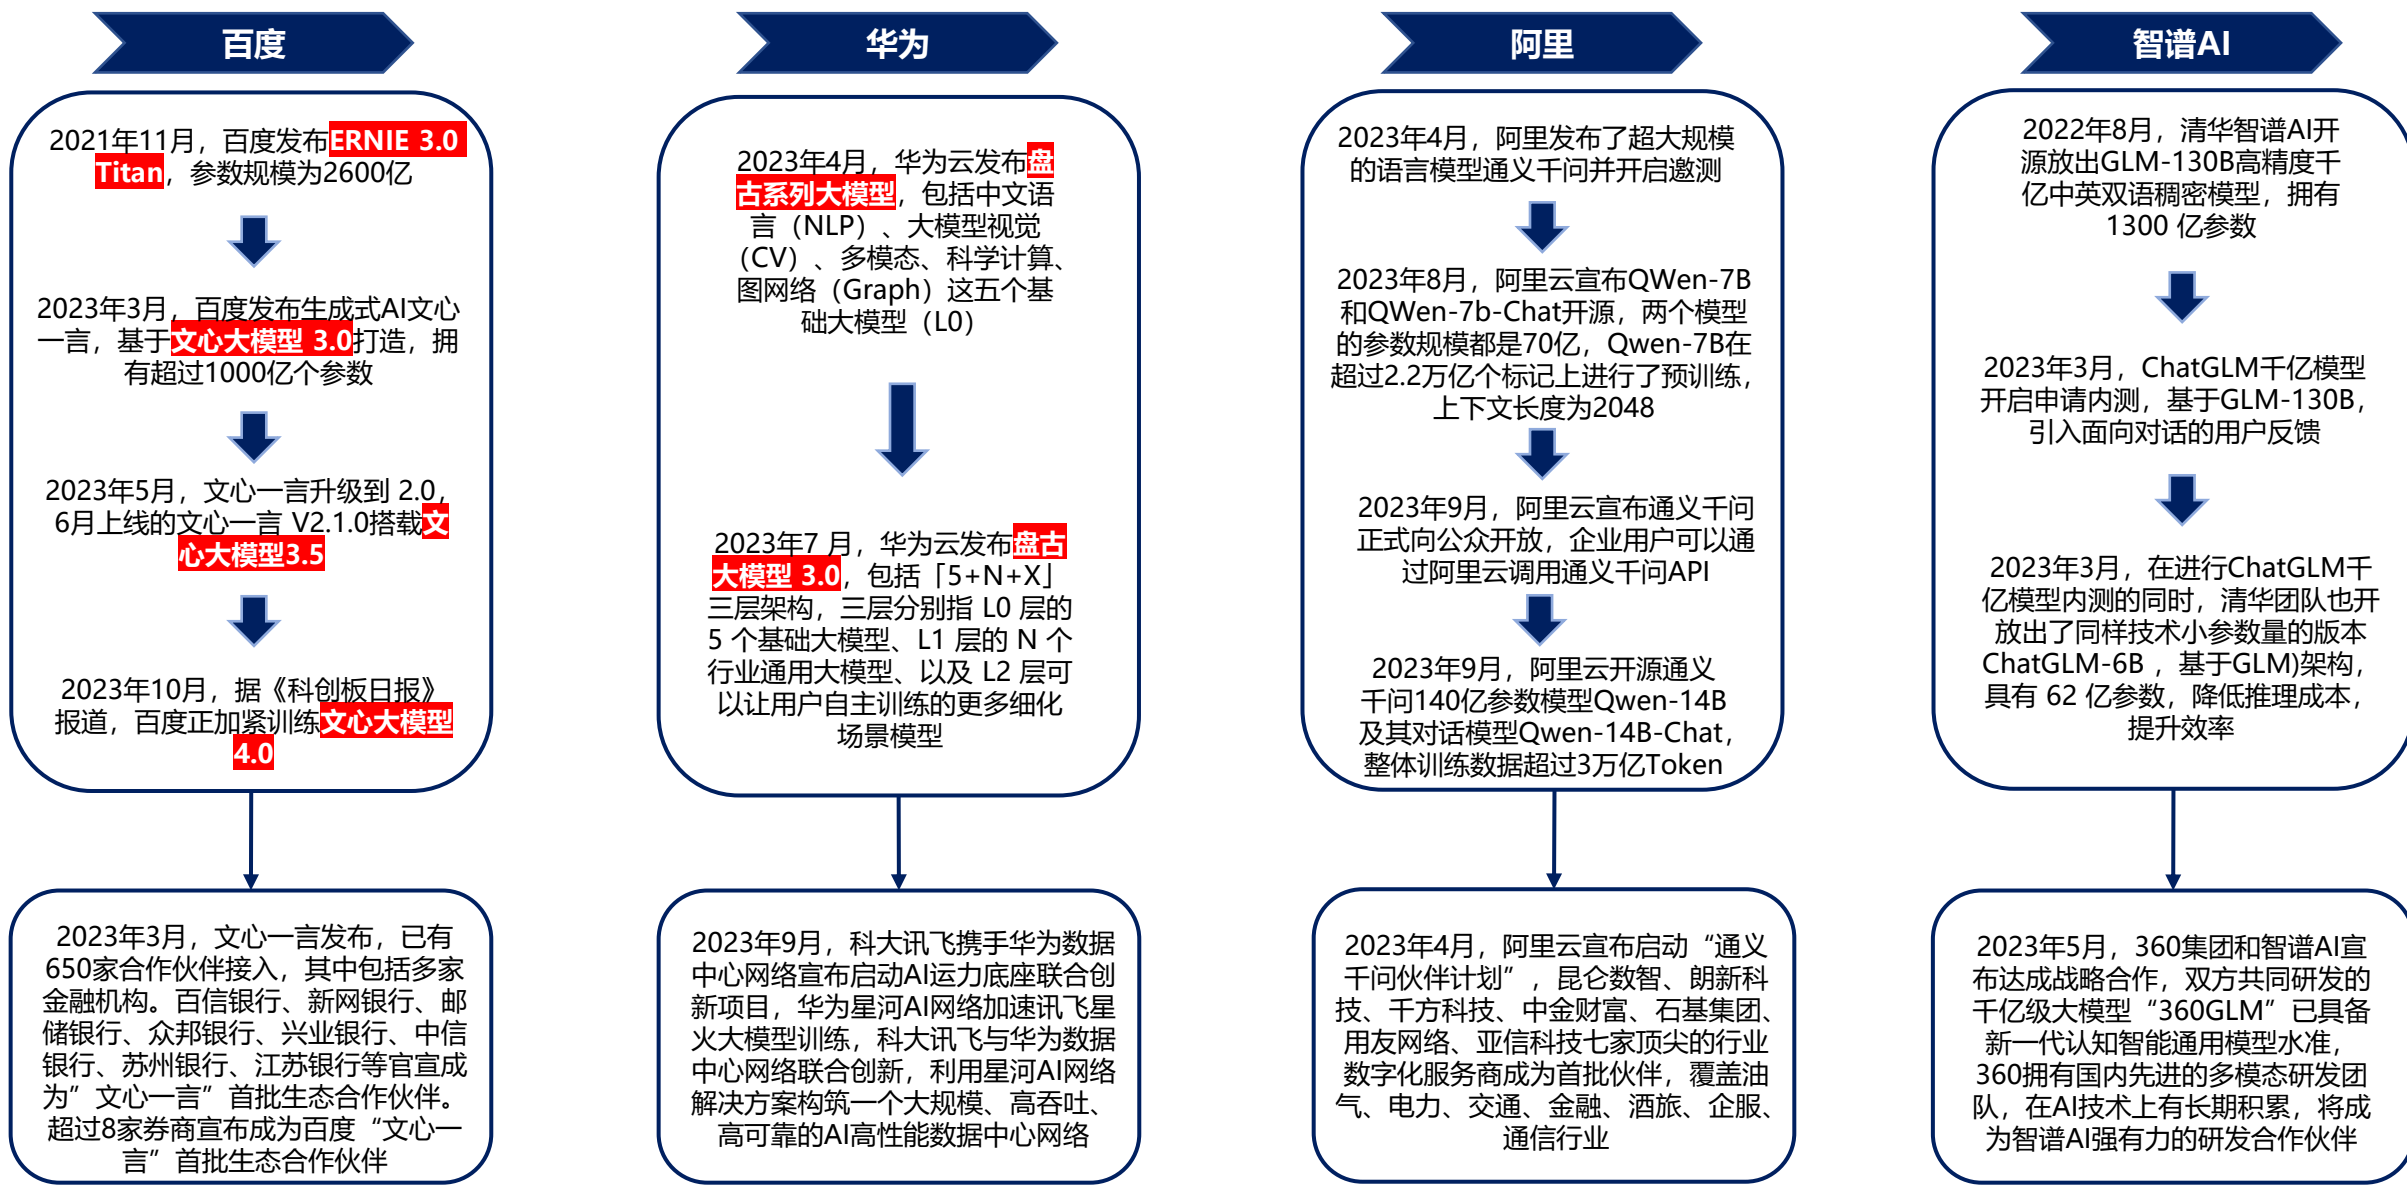 百度
2021年11月，百度发布ERNIE 3.0
Titan，参数规模为2600亿
2023年3月，百度发布生成式AI文心
一言，基于文心大模型 3.0打造，拥
有超过1000亿个参数
2023年5月，文心一言升级到 2.0，
6月上线的文心一言 V2.1.0搭载文
心大模型3.5
2023年10月，据《科创板日报》
报道，百度正加紧训练文心大模型
4.0
2023年3月，文心一言发布，已有
650家合作伙伴接入，其中包括多家
金融机构。百信银行、新网银行、邮
储银行、众邦银行、兴业银行、中信
银行、苏州银行、江苏银行等官宣成
为”文心一言”首批生态合作伙伴。
超过8家券商宣布成为百度“文心一
言”首批生态合作伙伴
华为
2023年4月，华为云发布盘
古系列大模型，包括中文语
言（NLP）、大模型视觉
（CV）、多模态、科学计算、
图网络（Graph）这五个基
础大模型（L0）
2023年7 月，华为云发布盘古
大模型 3.0，包括「5+N+X」
三层架构，三层分别指 L0 层的
5 个基础大模型、L1 层的 N 个
行业通用大模型、以及 L2 层可
以让用户自主训练的更多细化
场景模型
2023年9月，科大讯飞携手华为数据
中心网络宣布启动AI运力底座联合创
新项目，华为星河AI网络加速讯飞星
火大模型训练，科大讯飞与华为数据
中心网络联合创新，利用星河AI网络
解决方案构筑一个大规模、高吞吐、
高可靠的AI高性能数据中心网络
阿里
2023年4月，阿里发布了超大规模
的语言模型通义千问并开启邀测
2023年8月，阿里云宣布QWen-7B
和QWen-7b-Chat开源，两个模型
的参数规模都是70亿，Qwen-7B在
超过2.2万亿个标记上进行了预训练，
上下文长度为2048
2023年9月，阿里云宣布通义千问
正式向公众开放，企业用户可以通
过阿里云调用通义千问API
2023年9月，阿里云开源通义
千问140亿参数模型Qwen-14B
及其对话模型Qwen-14B-Chat，
整体训练数据超过3万亿Token
2023年4月，阿里云宣布启动“通义
千问伙伴计划”，昆仑数智、朗新科
技、千方科技、中金财富、石基集团、
用友网络、亚信科技七家顶尖的行业
数字化服务商成为首批伙伴，覆盖油
气、电力、交通、金融、酒旅、企服、
通信行业
智谱AI
2022年8月，清华智谱AI开
源放出GLM-130B高精度千
亿中英双语稠密模型，拥有
1300 亿参数
2023年3月，ChatGLM千亿模型
开启申请内测，基于GLM-130B，
引入面向对话的用户反馈
2023年3月，在进行ChatGLM千
亿模型内测的同时，清华团队也开
放出了同样技术小参数量的版本
ChatGLM-6B ，基于GLM)架构，
具有 62 亿参数，降低推理成本，
提升效率
2023年5月，360集团和智谱AI宣
布达成战略合作，双方共同研发的
千亿级大模型“360GLM”已具备
新一代认知智能通用模型水准，
360拥有国内先进的多模态研发团
队，在AI技术上有长期积累，将成
为智谱AI强有力的研发合作伙伴